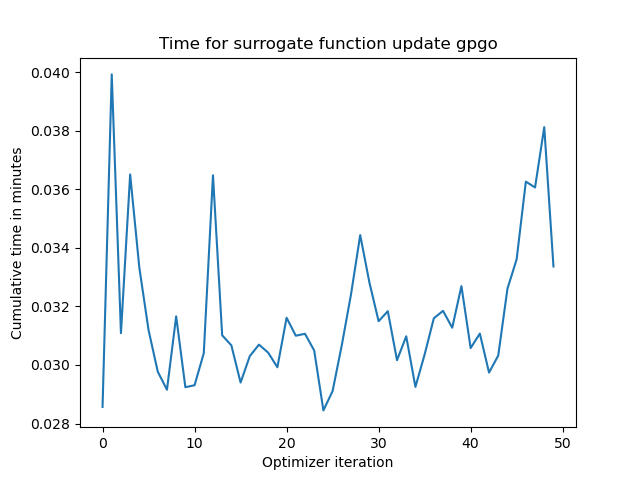 Time for surrogate function update gpgo
0.040
0.038
0.036
0.034
0.032
0.030
0.028
Cumulative time in minutes
0 10 20 30 40 50
Optimizer iteration